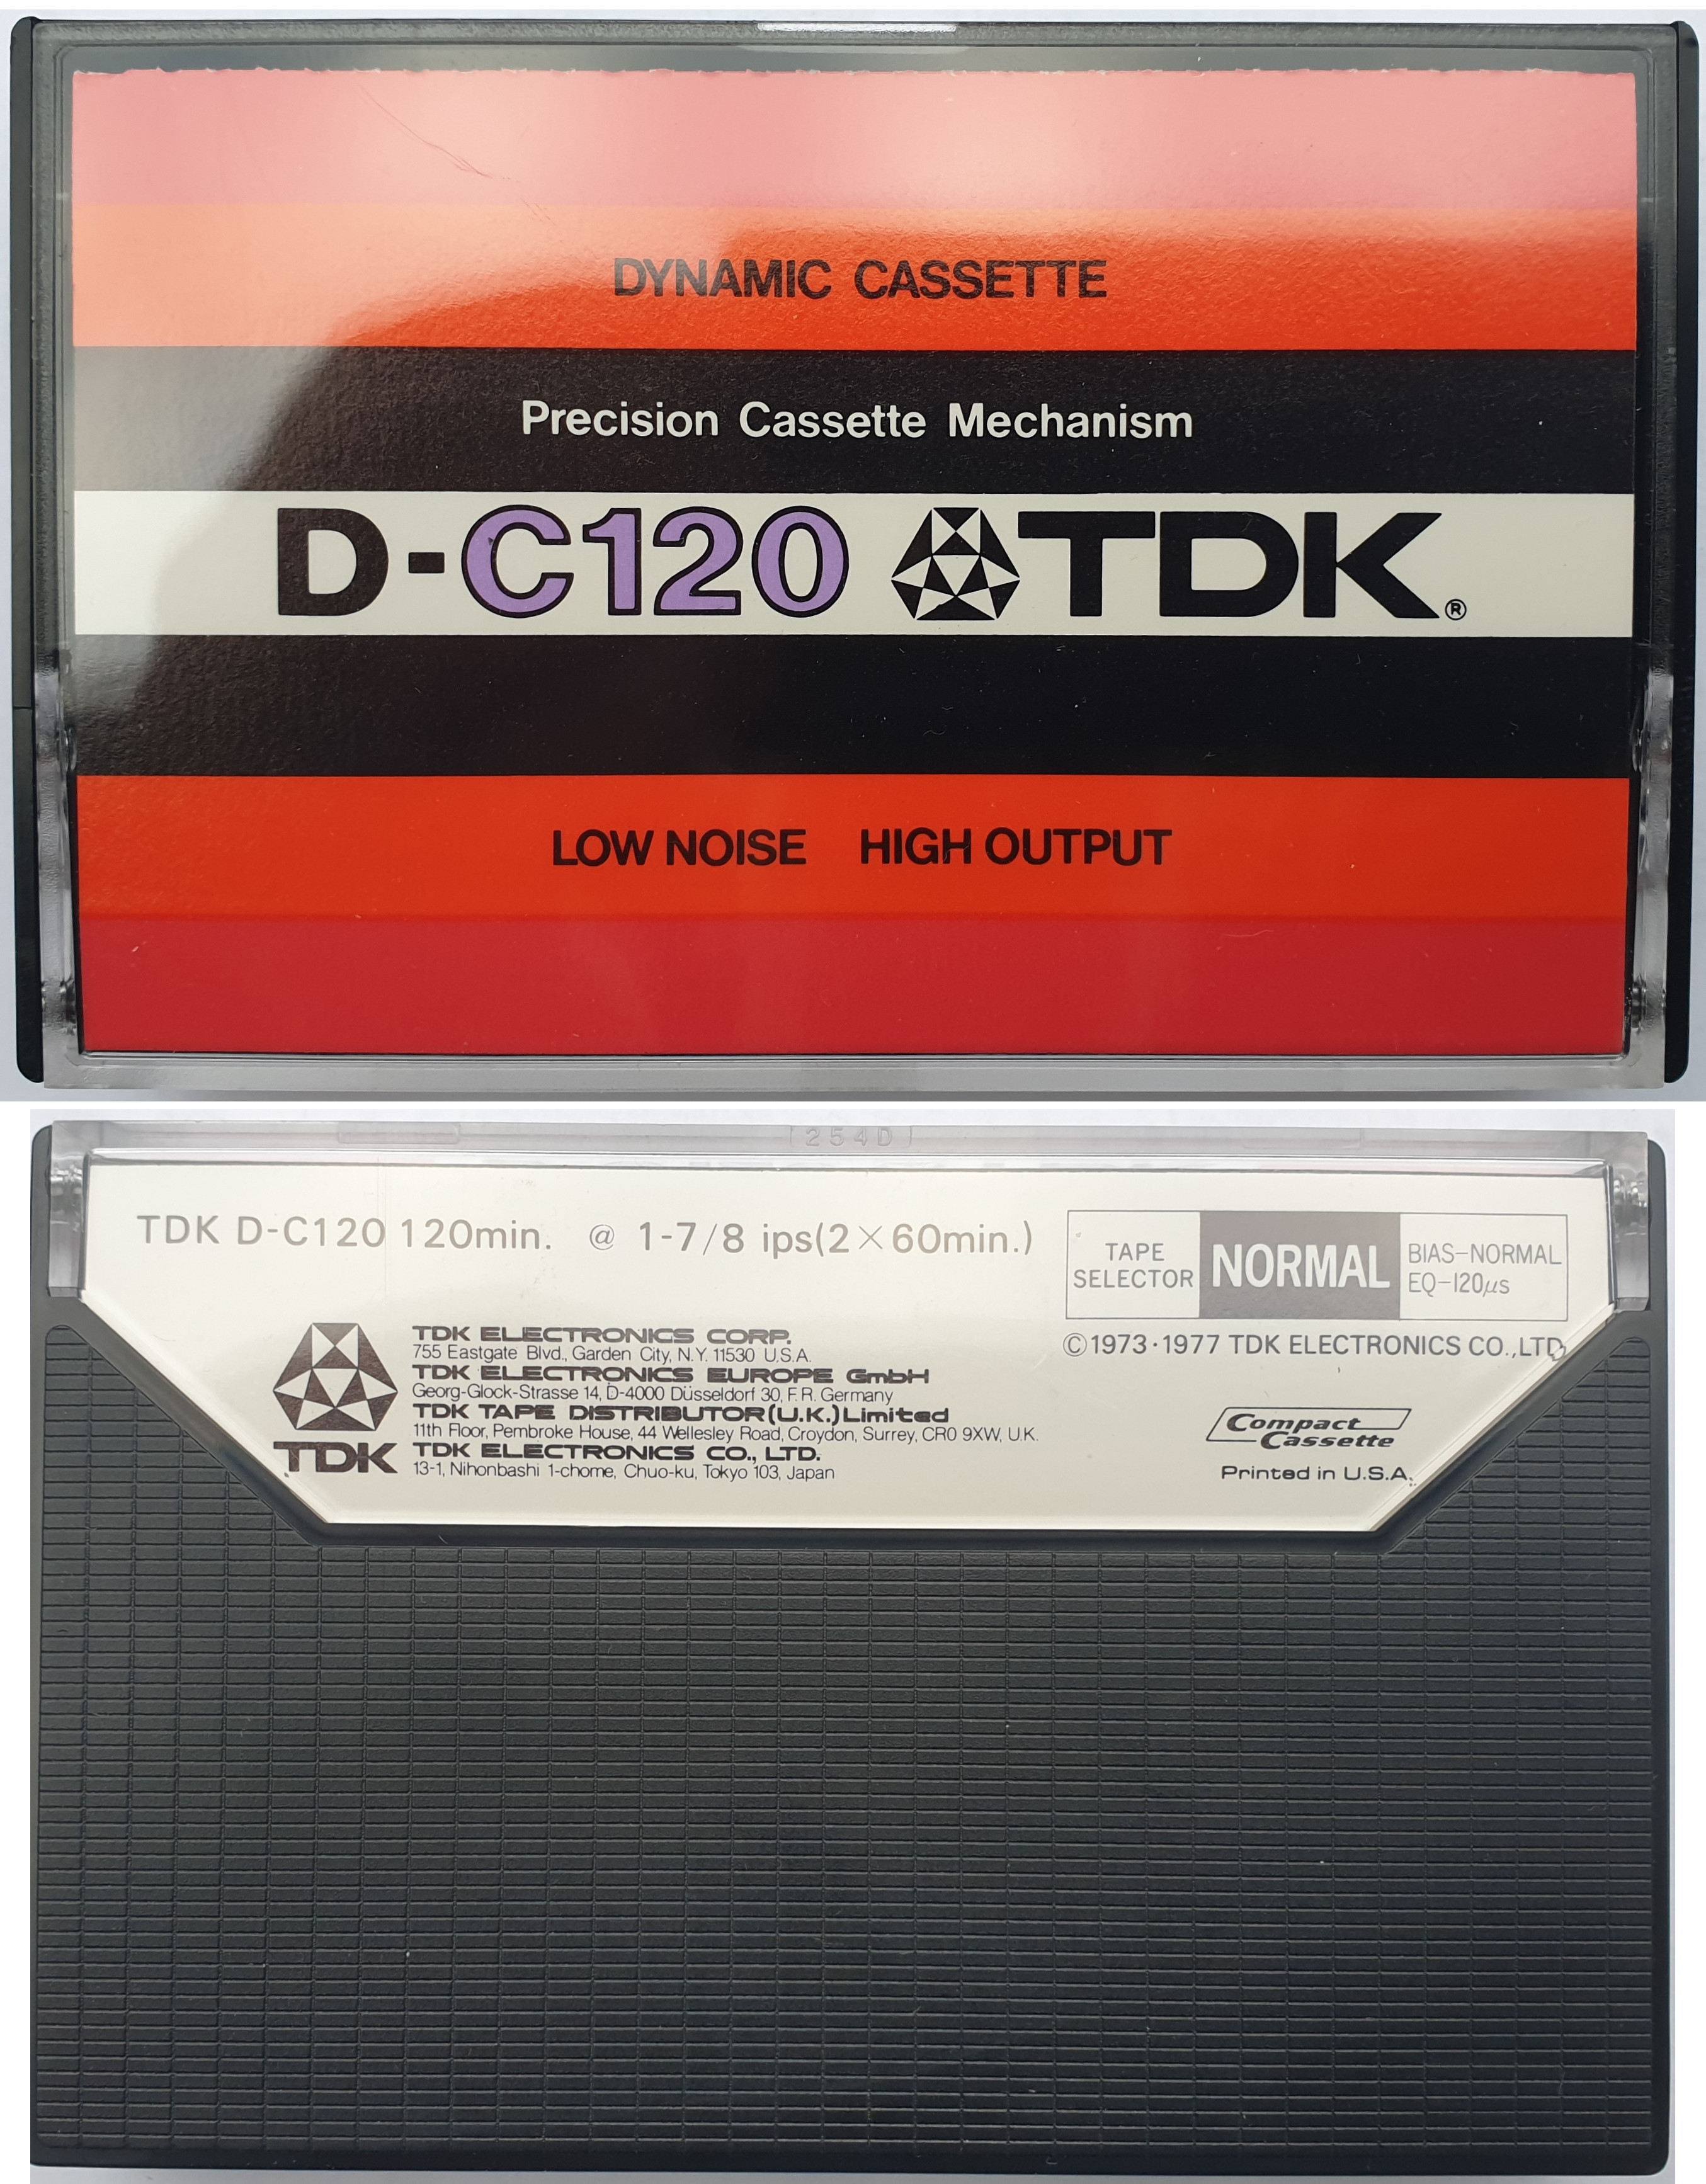 DYNAMIC CASSETTE
Precision Cassette Mechanism
D-C120 TDK®
LOW NOISE HIGH OUTPUT
254D
TDK D-C120 120min. @ 1-7/8 ips(2×60min.)
TAPE SELECTOR
NORMAL
BIAS-NORMAL
EQ-120μs
©1973·1977 TDK ELECTRONICS CO.,LTD.
TDK
TDK ELECTRONICS CORP.
755 Eastgate Blvd., Garden City, N.Y. 11530 U.S.A.
TDK ELECTRONICS EUROPE GmbH
Georg-Glock-Strasse 14, D-4000 Düsseldorf 30, F.R. Germany
TDK TAPE DISTRIBUTOR(U.K.)Limited
11th Floor, Pembroke House, 44 Wellesley Road, Croydon, Surrey, CR0 9XW, U.K.
TDK ELECTRONICS CO., LTD.
13-1, Nihonbashi 1-chome, Chuo-ku, Tokyo 103, Japan
Compact
Cassette
Printed in U.S.A.